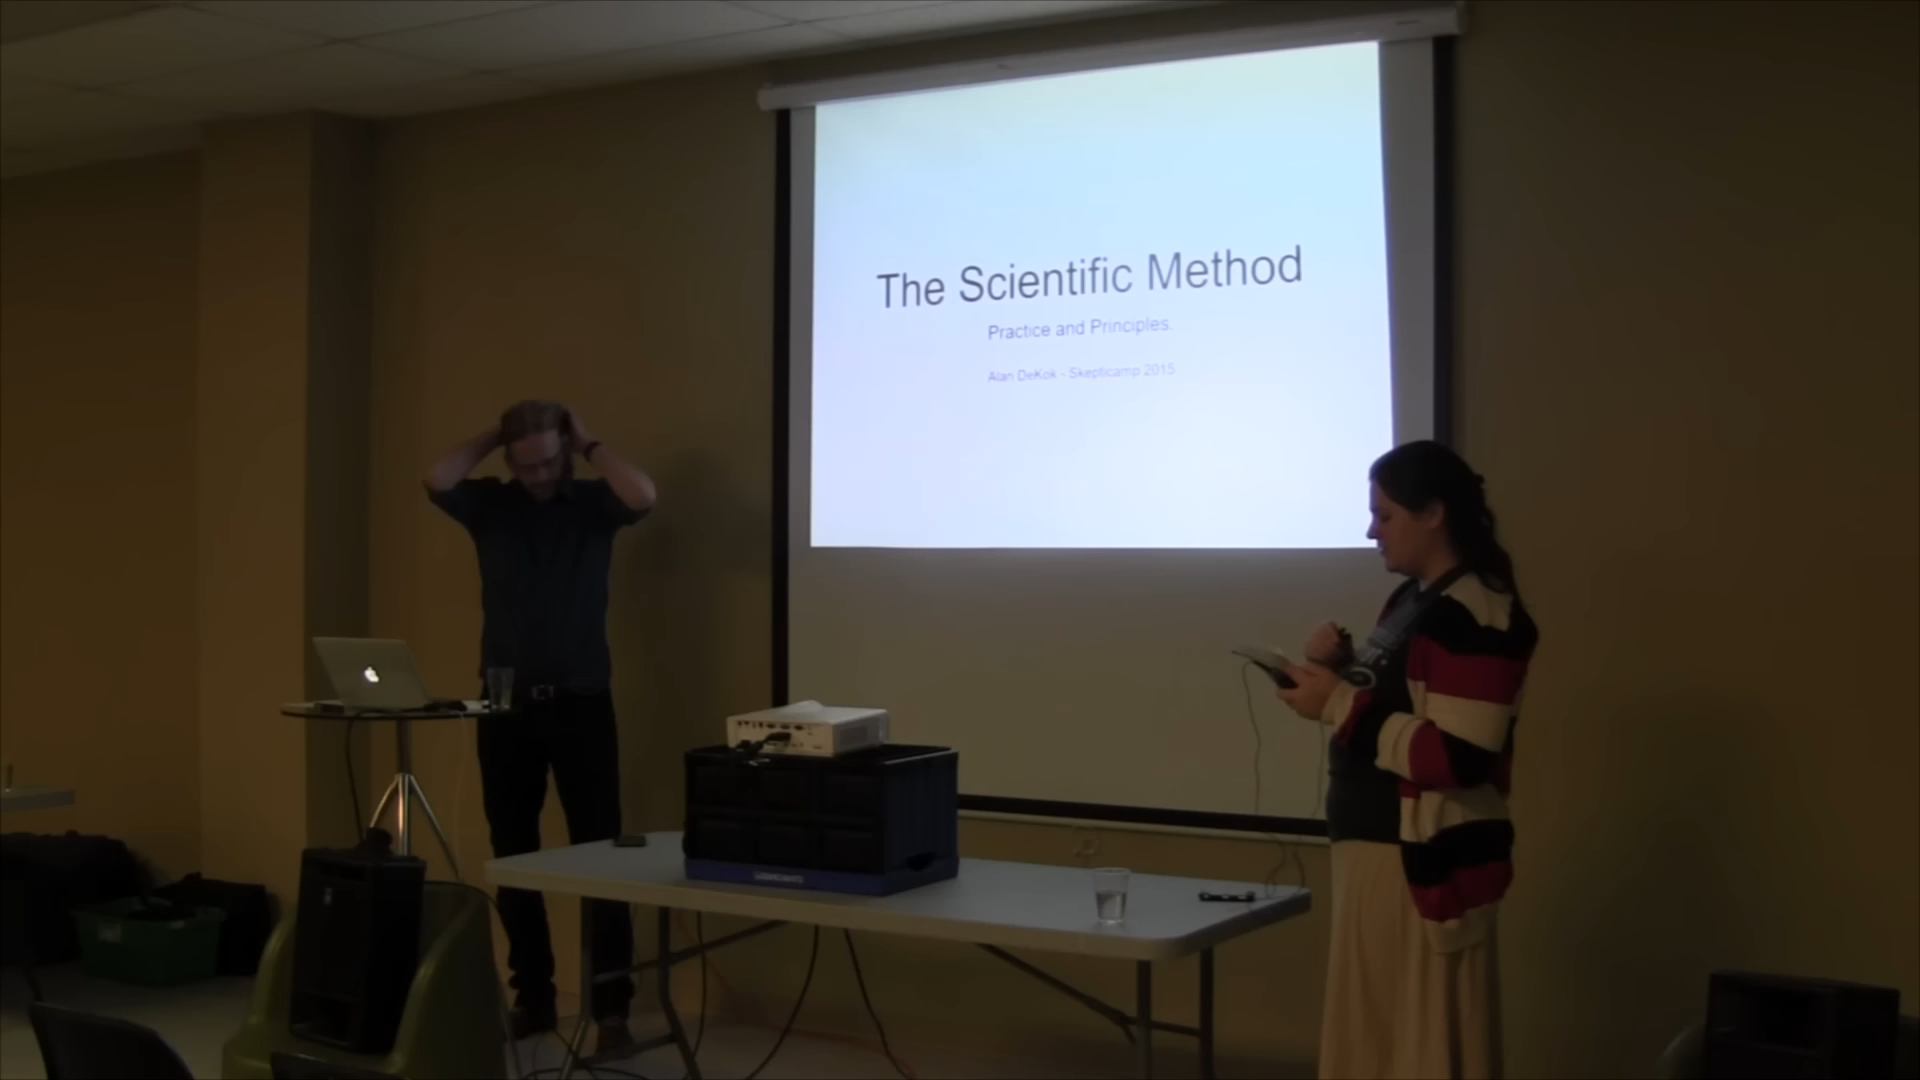 The Scientific Method
Practice and Principles.
Alan DeKok - Skepticamp 2015